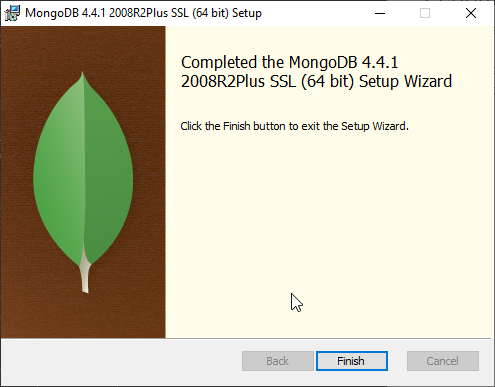 MongoDB 4.4.1 2008R2Plus SSL (64 bit) Setup
Completed the MongoDB 4.4.1
2008R2Plus SSL (64 bit) Setup Wizard
Click the Finish button to exit the Setup Wizard.
Back
Finish
Cancel